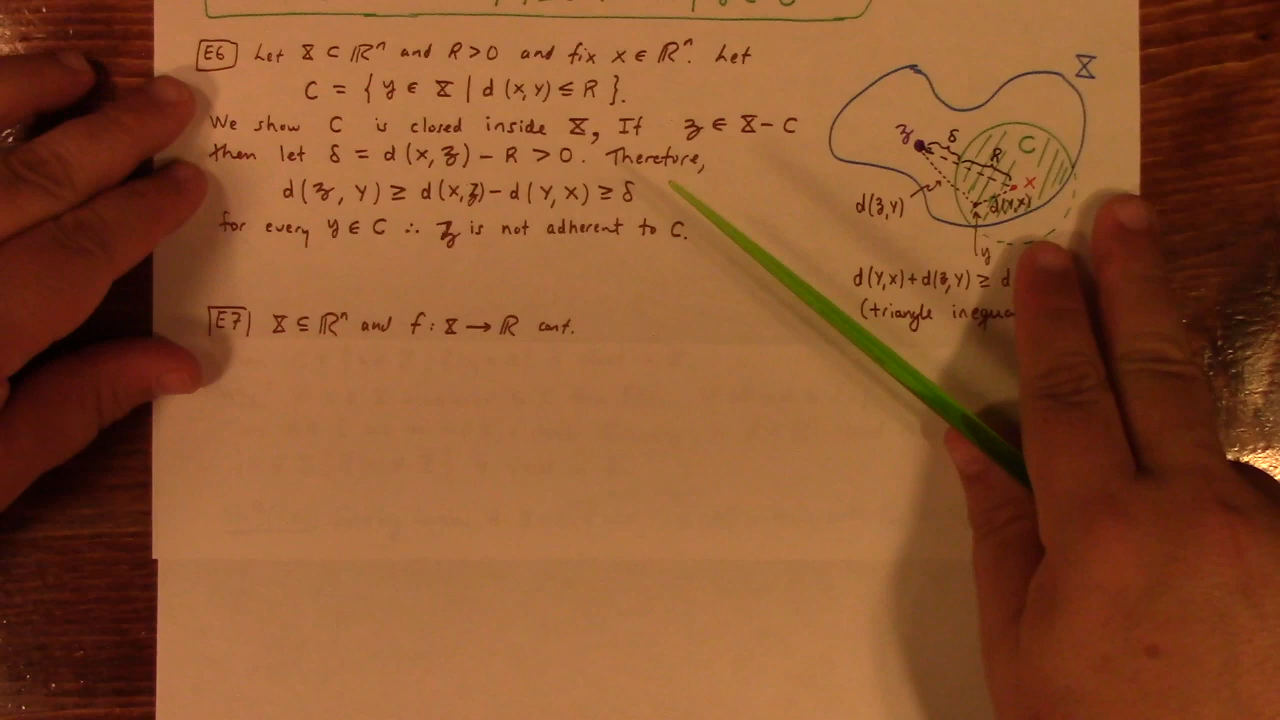 E6 Let X ⊂ ℝⁿ and R > 0 and fix x ∈ ℝⁿ. Let
C = { y ∈ X | d(x,y) ≤ R }.
We show C is closed inside X, If z ∈ X - C
then let δ = d(x,z) - R > 0. Therefore,
d(z,y) ≥ d(x,z) - d(y,x) ≥ δ
for every y ∈ C ∴ z is not adherent to C.
E7 X ⊆ ℝⁿ and f : X → ℝ cont.
X
z
δ
R
C
x
d(z,y)
y
d(y,x) + d(z,y) ≥ d
(triangle inequa